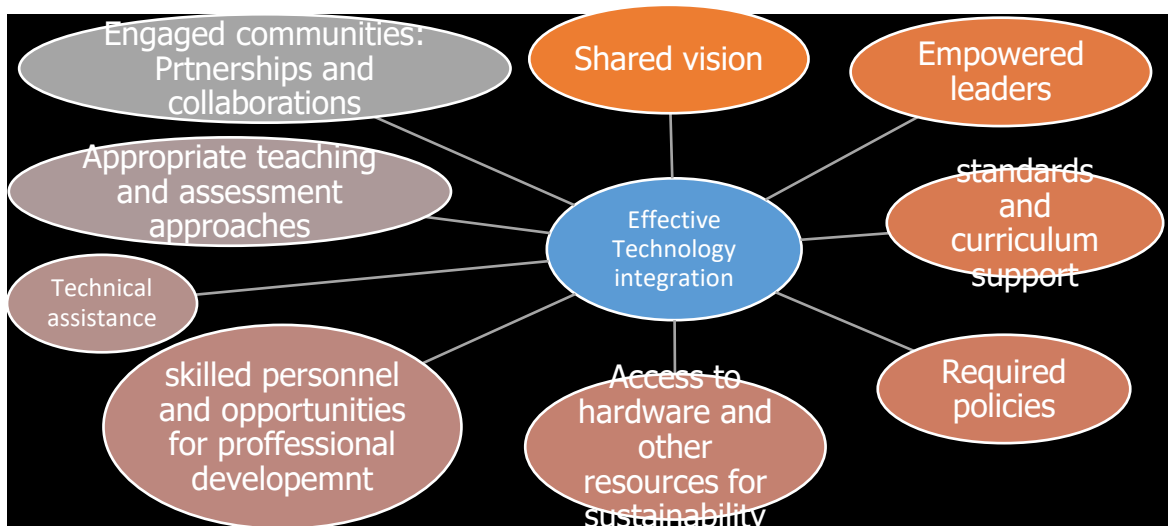 Engaged communities:
Prtnerships and
collaborations
Shared vision
Empowered
leaders
Appropriate teaching
and assessment
approaches
Effective
Technology
integration
standards
and
curriculum
support
Technical
assistance
skilled personnel
and opportunities
for proffessional
developemnt
Access to
hardware and
other
resources for
sustainability
Required
policies